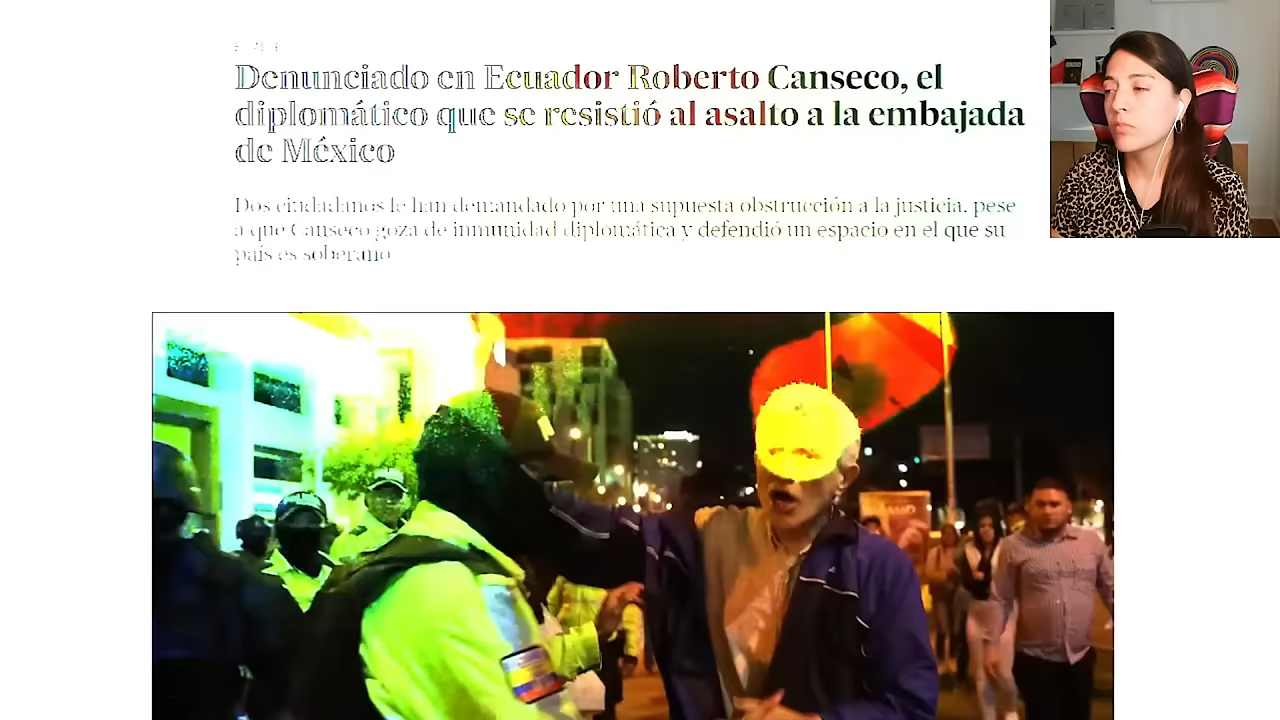 Denunciado en Ecuador Roberto Canseco, el
diplomático que se resistió al asalto a la embajada
de México
Dos ciudadanos le han demandado por una supuesta obstrucción a la justicia, pese
a que Canseco goza de inmunidad diplomática y defendió un espacio en el que su
país es soberano